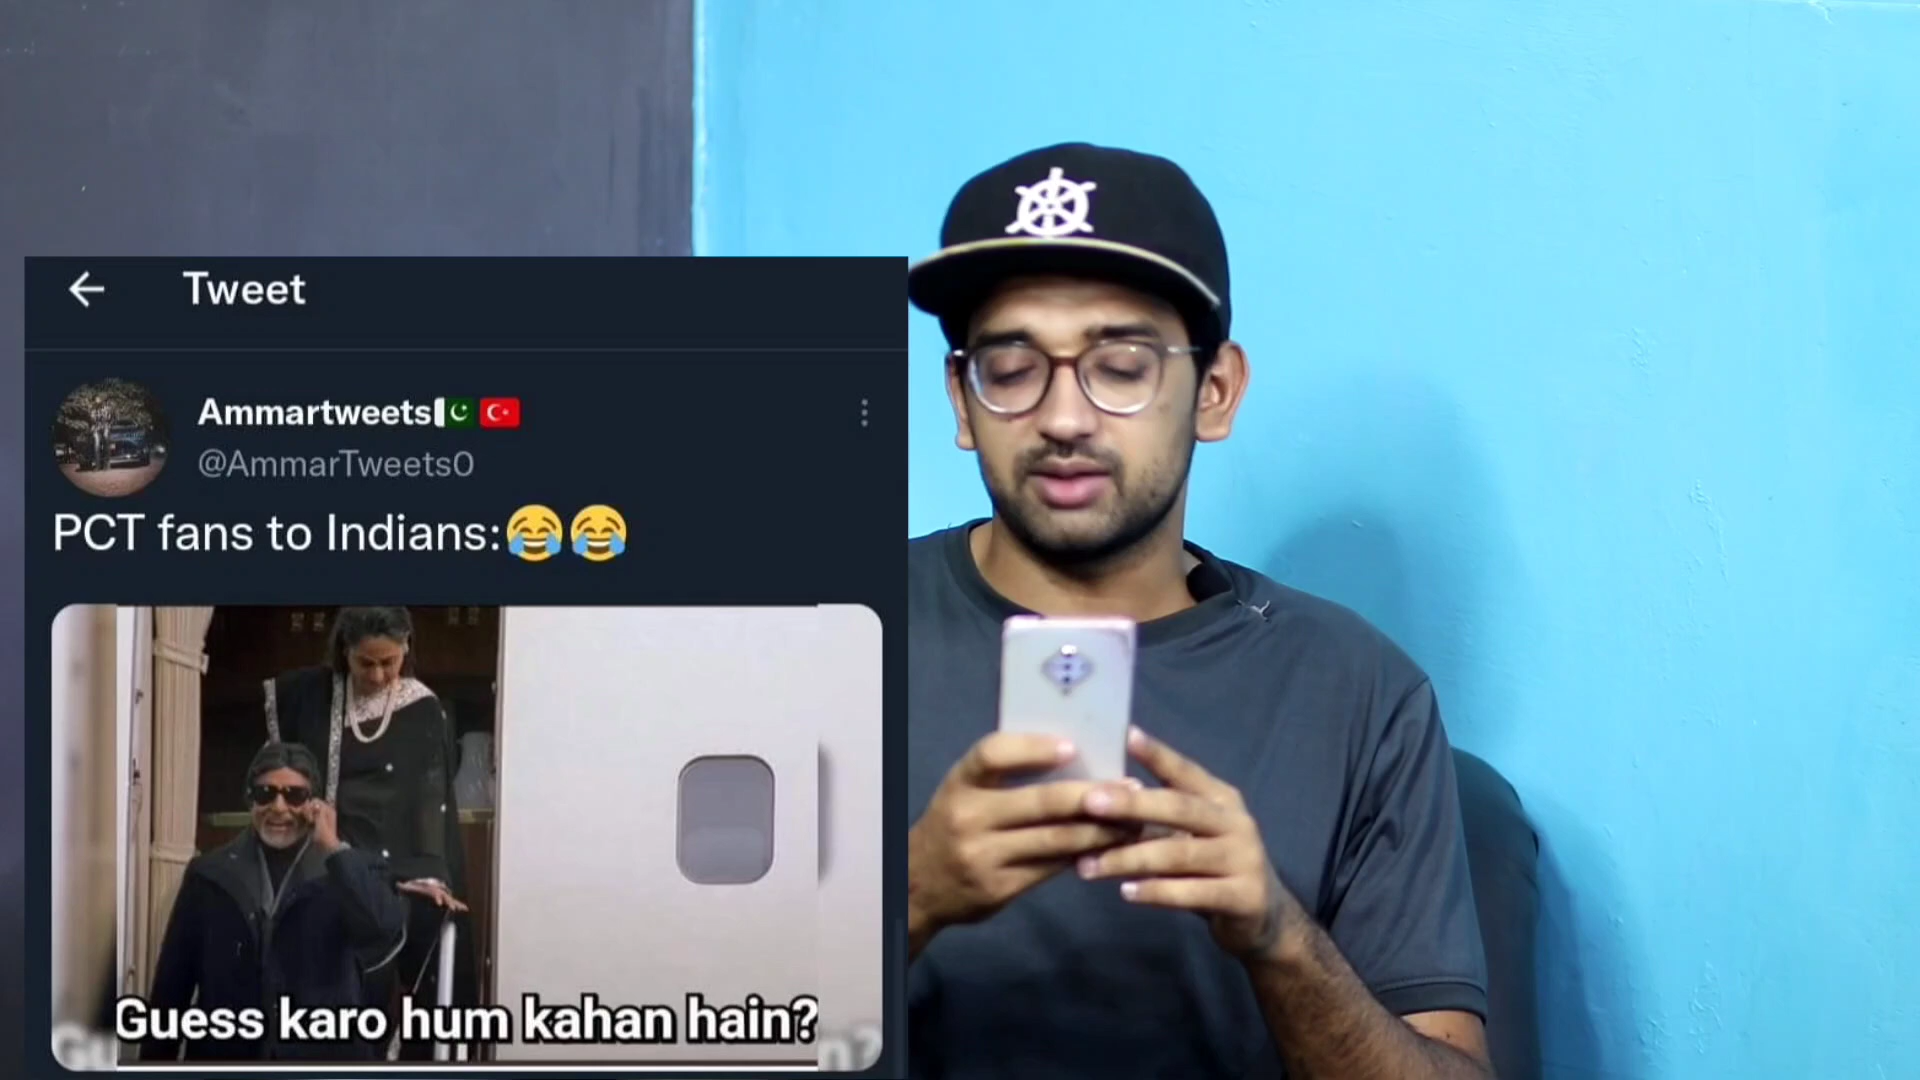 Tweet
Ammartweets🇵🇰🇹🇷
@AmmarTweets0
PCT fans to Indians:😂😂
Guess karo hum kahan hain?